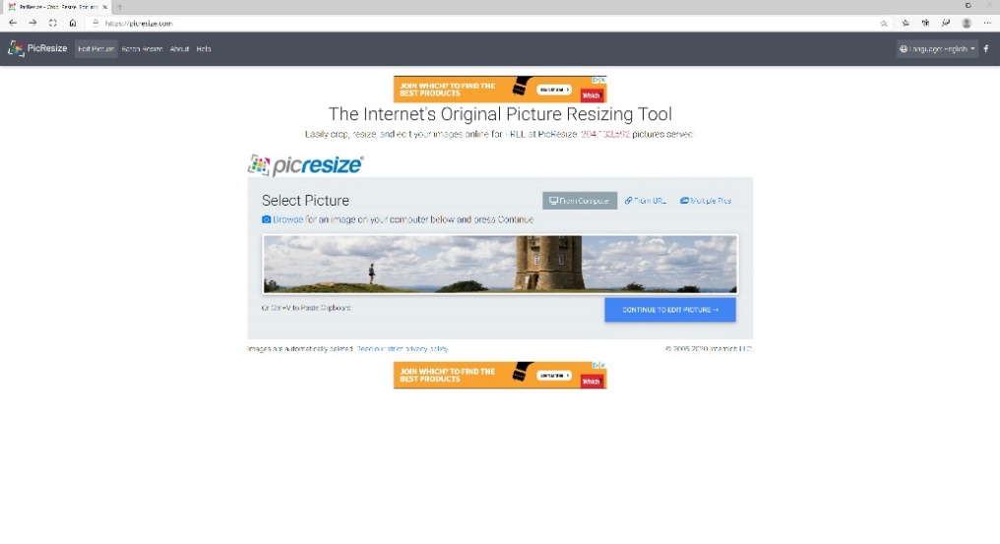 PicResize - Crop, Resize, Edit
https://picresize.com
PicResize Edit Picture Batch Resize About Help Language: English
JOIN WHICH? TO FIND THE
BEST PRODUCTS
Which
The Internet's Original Picture Resizing Tool
Easily crop, resize, and edit your images online for FREE at PicResize. pictures served
picresize
Select Picture From Computer From URL Multiple Pics
Browse for an image on your computer below and press Continue
Or Ctrl+V to Paste Clipboard CONTINUE TO EDIT PICTURE →
Images are automatically deleted. Read our strict privacy policy © 2005-2020 Internich LLC
JOIN WHICH? TO FIND THE
BEST PRODUCTS
Which